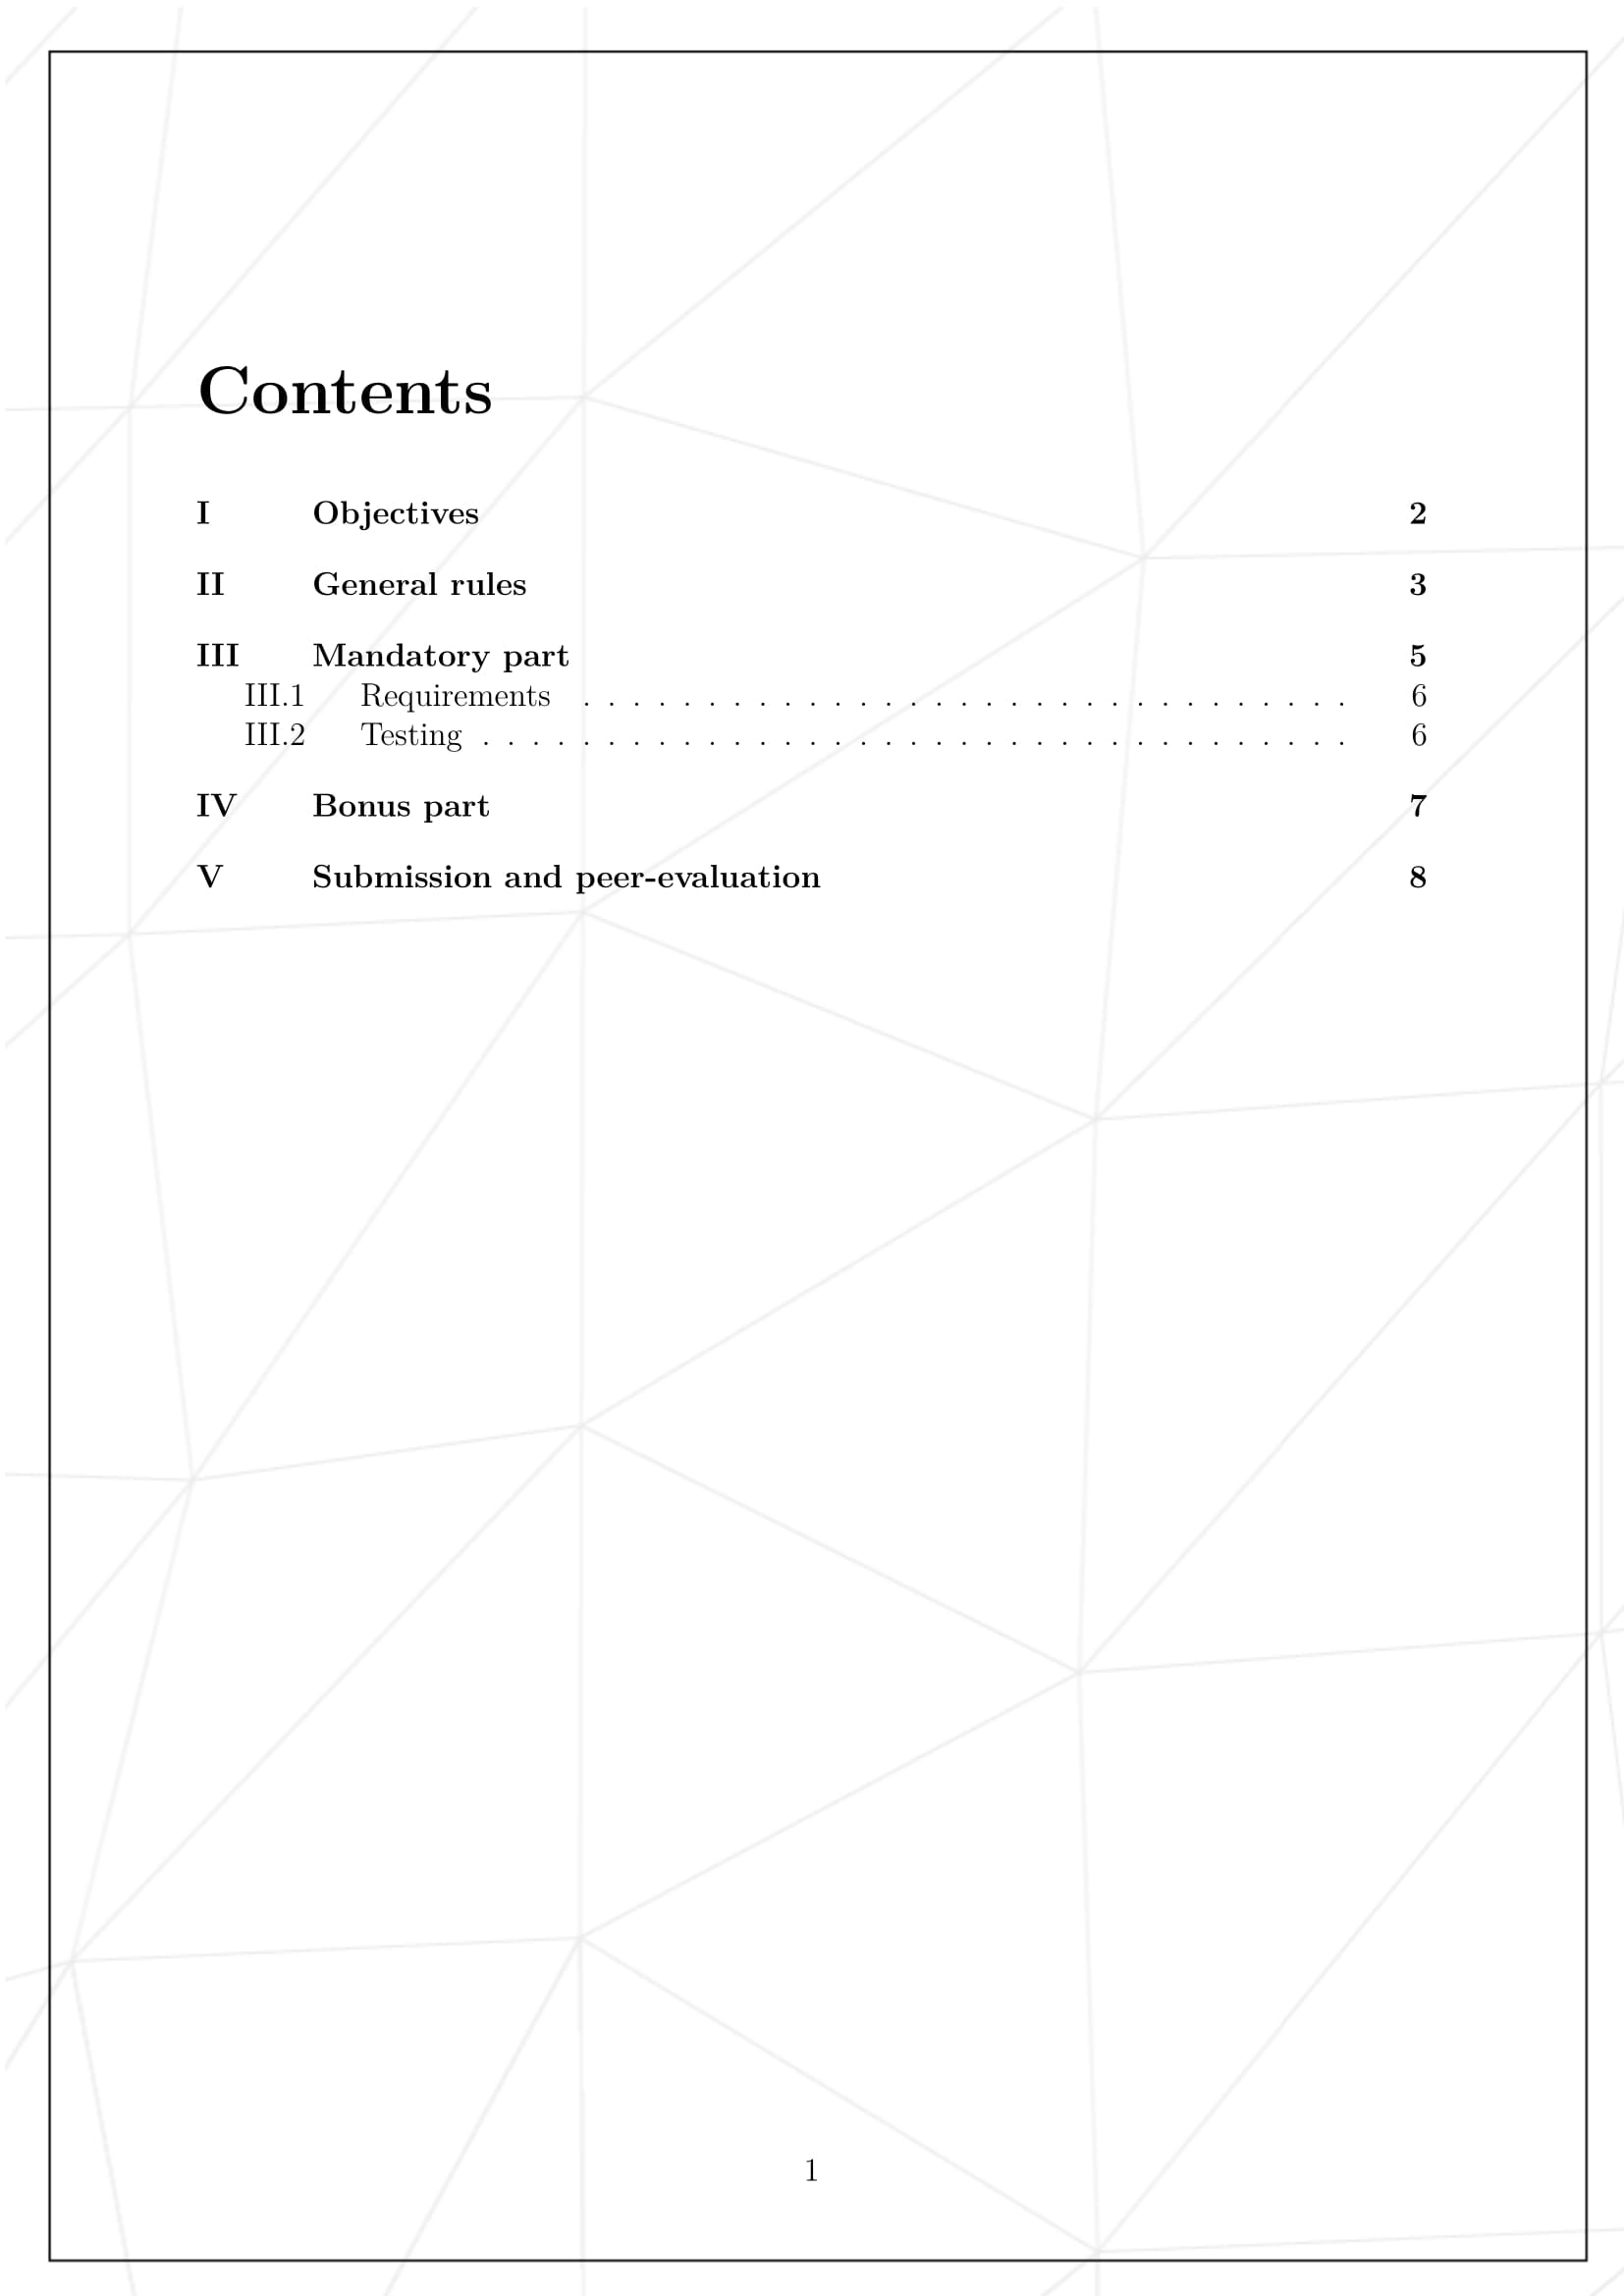 Contents
I Objectives 2
II General rules 3
III Mandatory part 5
III.1 Requirements . . . . . . . . . . . . . . . . . . . . . . . . . . . . . . . 6
III.2 Testing . . . . . . . . . . . . . . . . . . . . . . . . . . . . . . . . . . . 6
IV Bonus part 7
V Submission and peer-evaluation 8
1